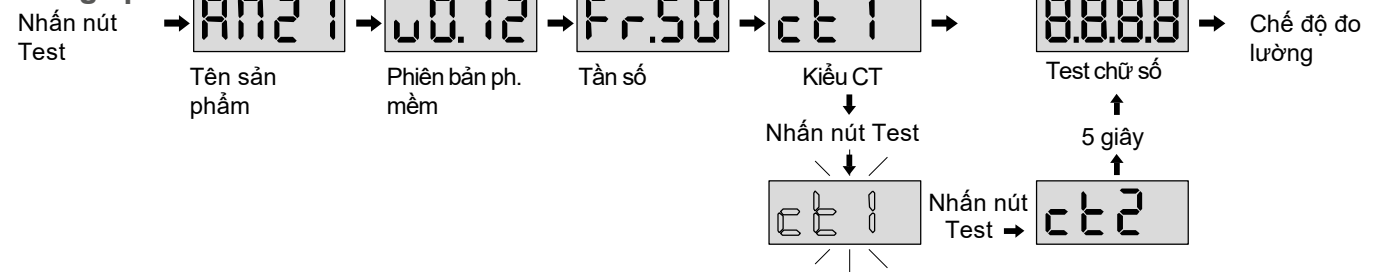 Nhấn nút
Test
AM21
v0.12
Fr.50
ct1
8.8.8.8
Chế độ đo
lường
Tên sản
phẩm
Phiên bản ph.
mềm
Tần số
Kiểu CT
Test chữ số
Nhấn nút Test
5 giây
ct1
Nhấn nút
Test
ct2